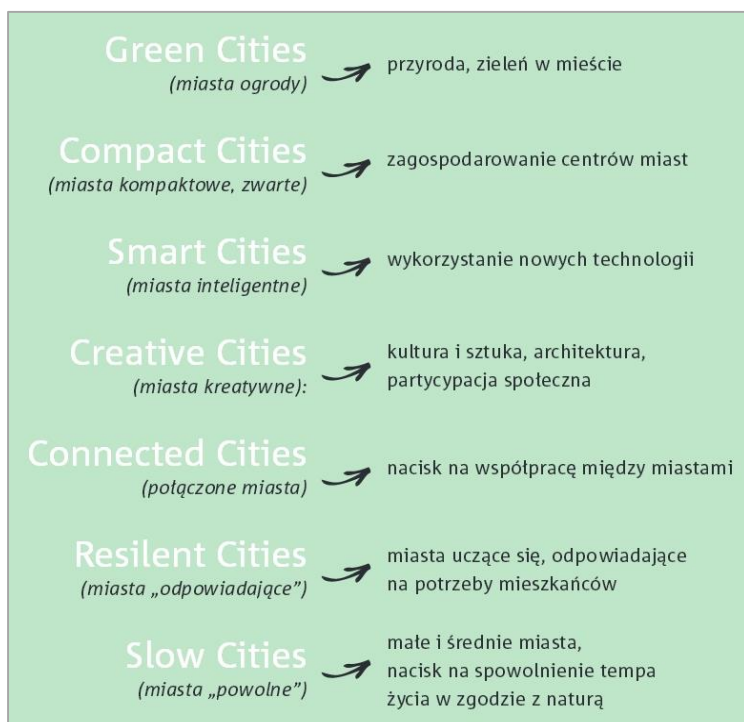 Green Cities
(miasta ogrody)
przyroda, zieleń w mieście
Compact Cities
(miasta kompaktowe, zwarte)
zagospodarowanie centrów miast
Smart Cities
(miasta inteligentne)
wykorzystanie nowych technologii
Creative Cities
(miasta kreatywne):
kultura i sztuka, architektura,
partycypacja społeczna
Connected Cities
(połączone miasta)
nacisk na współpracę między miastami
Resilent Cities
(miasta „odpowiadające”)
miasta uczące się, odpowiadające
na potrzeby mieszkańców
Slow Cities
(miasta „powolne”)
małe i średnie miasta,
nacisk na spowolnienie tempa
życia w zgodzie z naturą